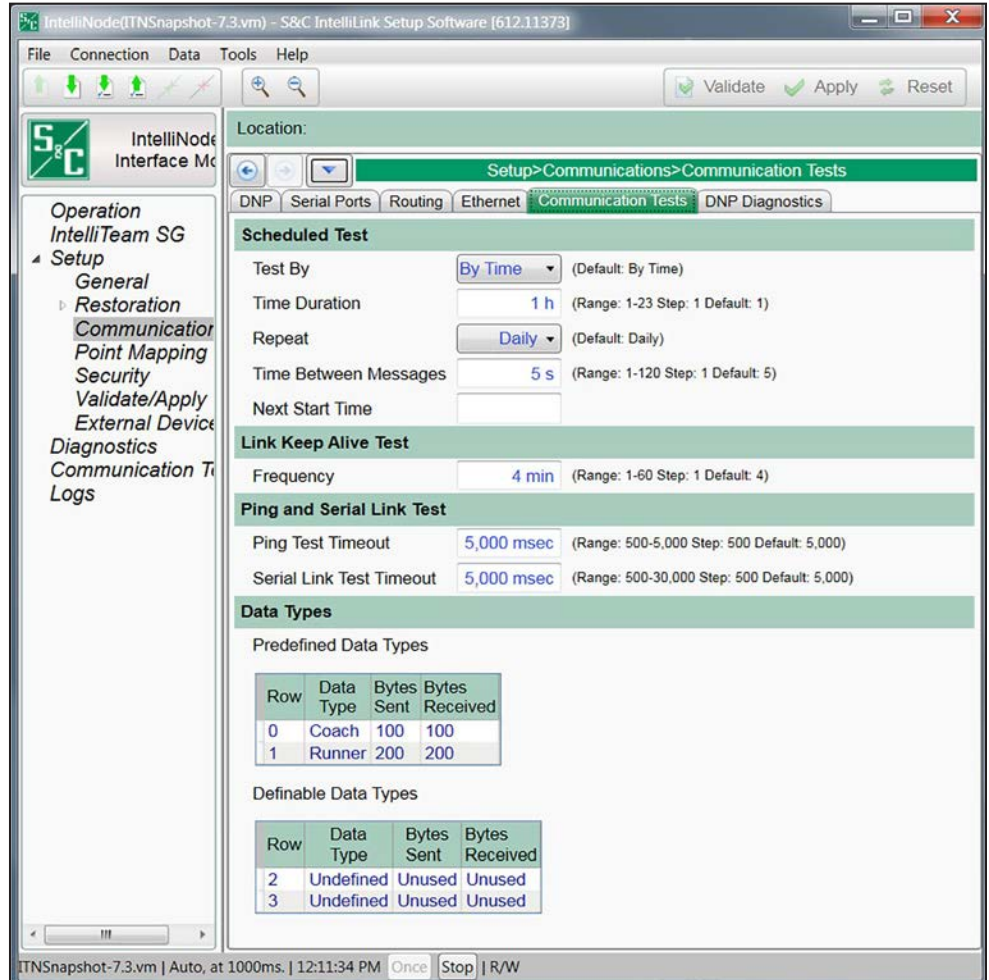 IntelliNode(ITNSnapshot-7.3.vm) - S&C IntelliLink Setup Software [612.11373]
File Connection Data Tools Help
Validate Apply Reset
S&C
IntelliNode
Interface Mo
Location:
Setup>Communications>Communication Tests
DNP Serial Ports Routing Ethernet Communication Tests DNP Diagnostics
Operation
IntelliTeam SG
Setup
General
Restoration
Communication
Point Mapping
Security
Validate/Apply
External Device
Diagnostics
Communication Te
Logs
Scheduled Test
Test By By Time (Default: By Time)
Time Duration 1 h (Range: 1-23 Step: 1 Default: 1)
Repeat Daily (Default: Daily)
Time Between Messages 5 s (Range: 1-120 Step: 1 Default: 5)
Next Start Time
Link Keep Alive Test
Frequency 4 min (Range: 1-60 Step: 1 Default: 4)
Ping and Serial Link Test
Ping Test Timeout 5,000 msec (Range: 500-5,000 Step: 500 Default: 5,000)
Serial Link Test Timeout 5,000 msec (Range: 500-30,000 Step: 500 Default: 5,000)
Data Types
Predefined Data Types
Row Data Type Bytes Sent Bytes Received
0 Coach 100 100
1 Runner 200 200
Definable Data Types
Row Data Type Bytes Sent Bytes Received
2 Undefined Unused Unused
3 Undefined Unused Unused
ITNSnapshot-7.3.vm | Auto, at 1000ms. | 12:11:34 PM Once Stop | R/W